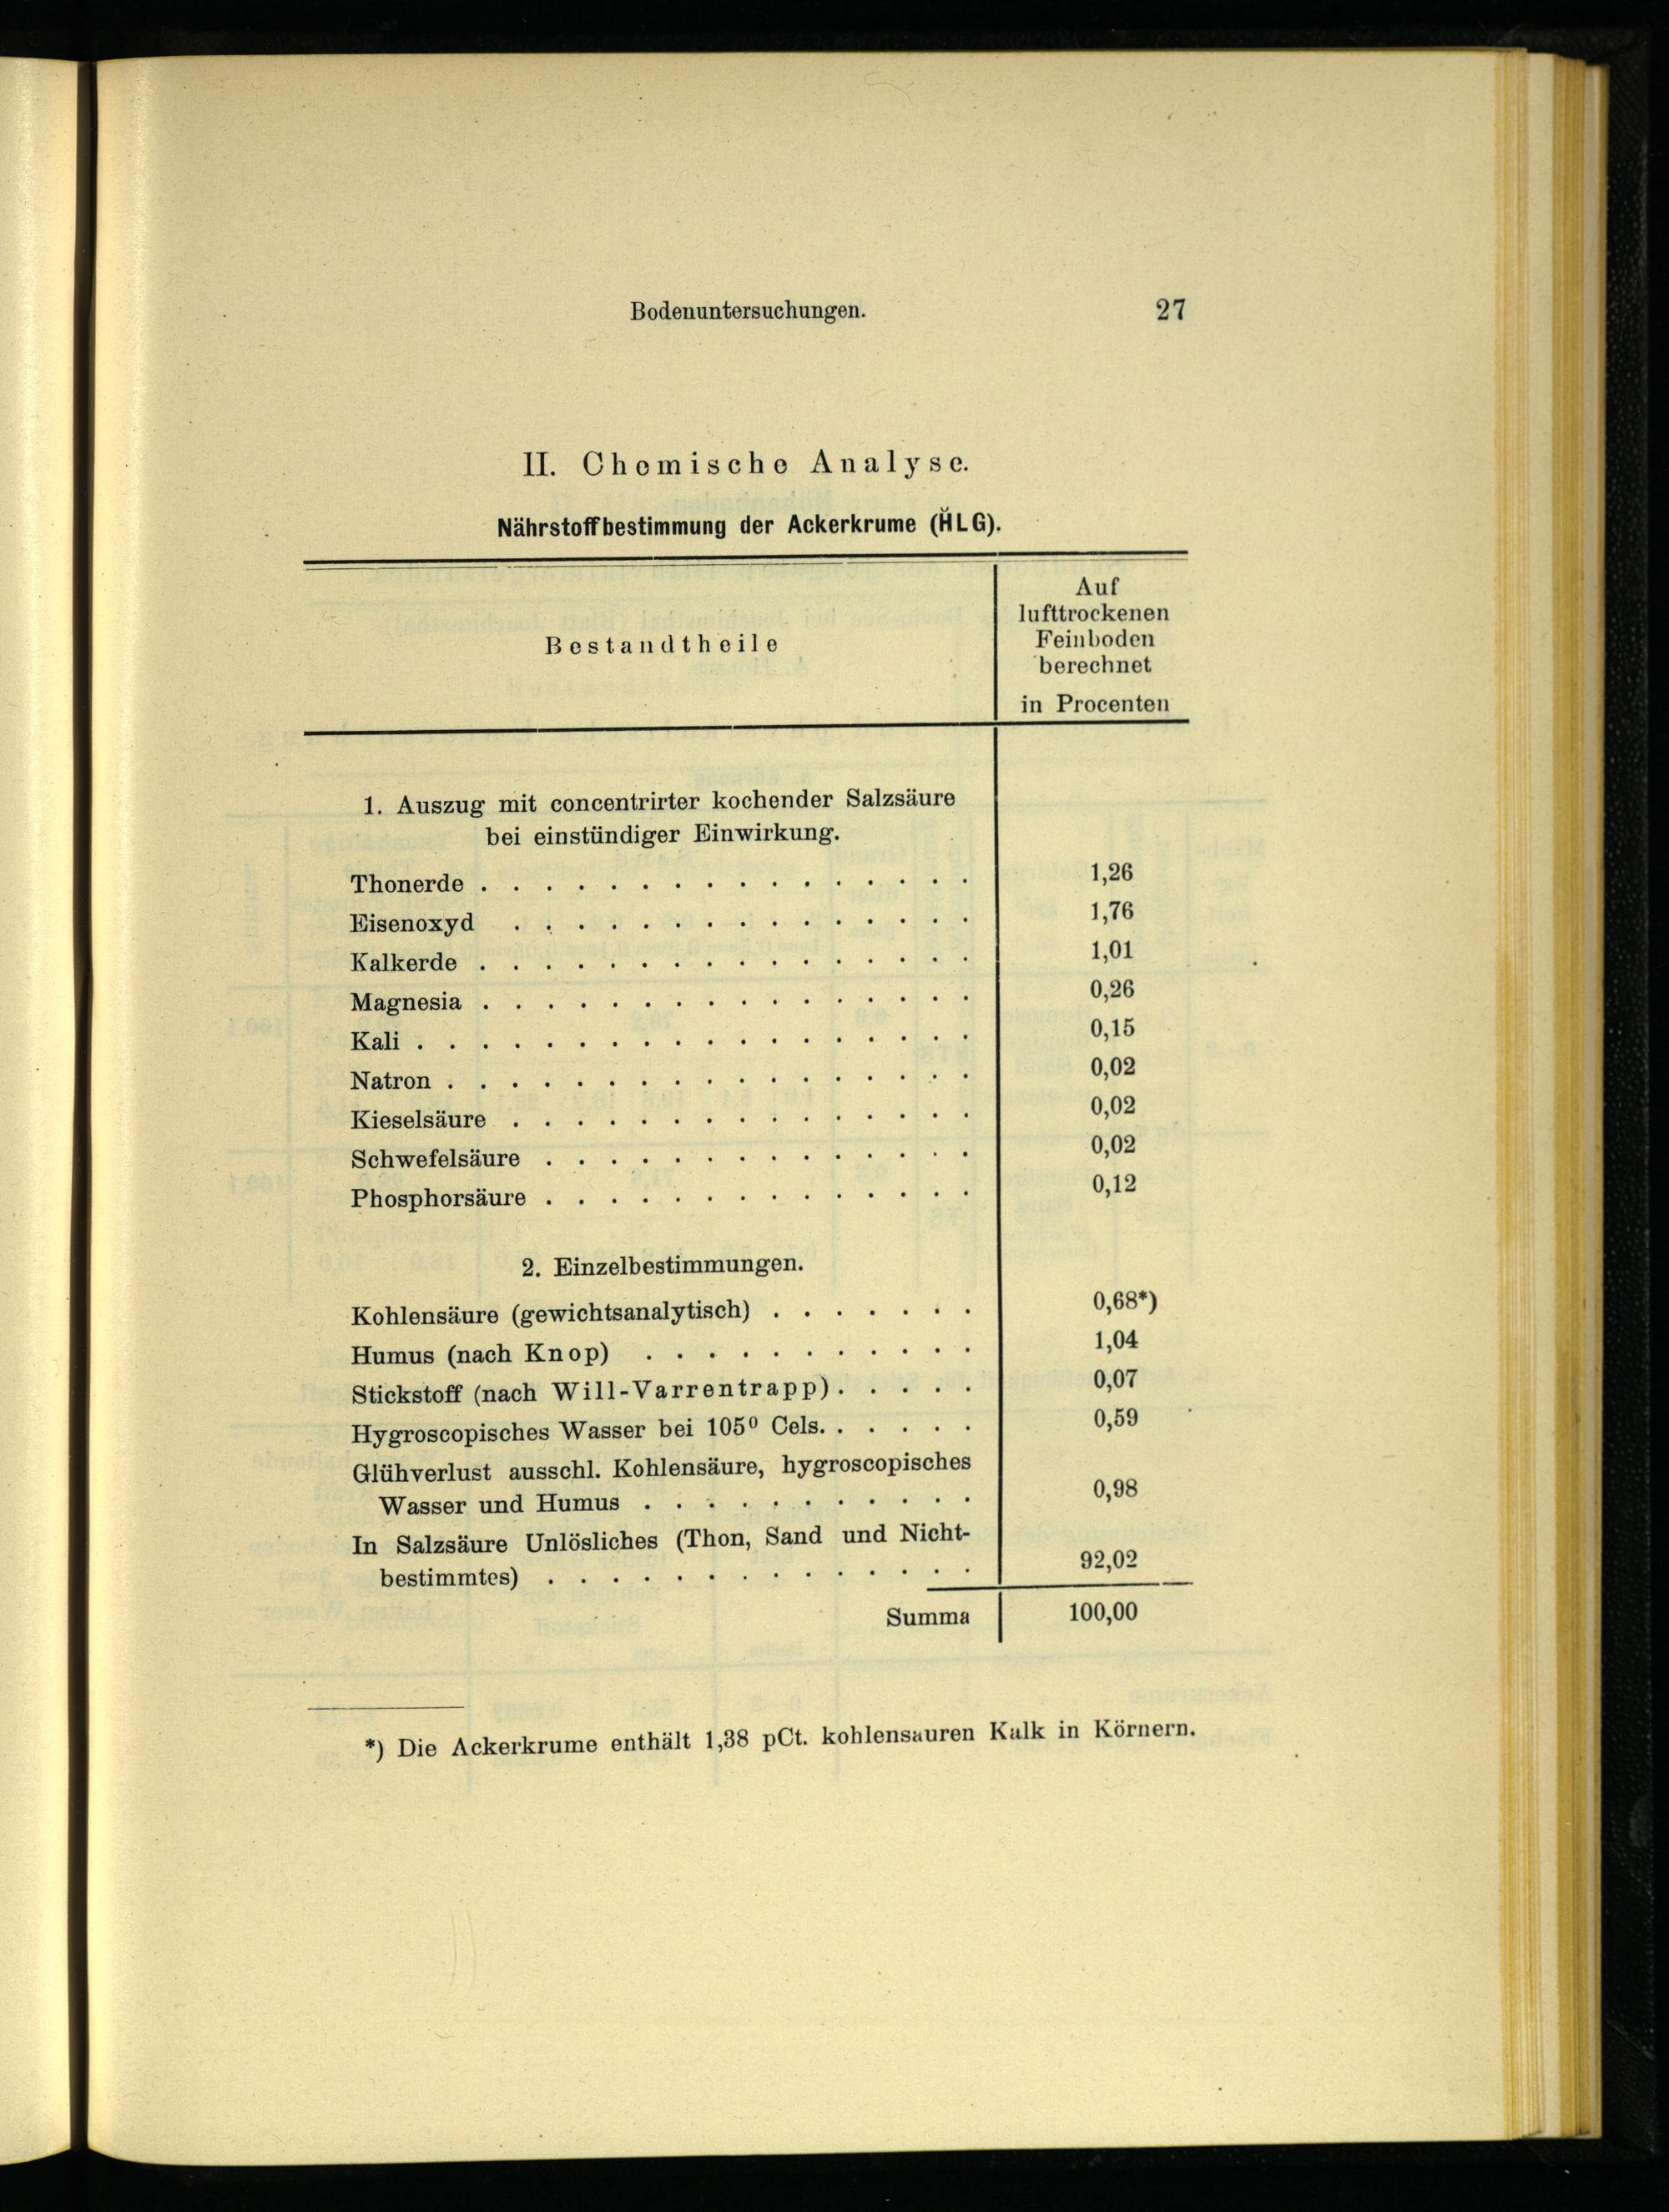 Bodenuntersuchungen. 27
II. Chemische Analyse.
Nährstoffbestimmung der Ackerkrume (ȞLG).
Bestandtheile
Auf
lufttrockenen
Feinboden
berechnet
in Procenten
1. Auszug mit concentrirter kochender Salzsäure
bei einstündiger Einwirkung.
Thonerde . . . . . . . . . . . . . . . . 1,26
Eisenoxyd . . . . . . . . . . . . . . . 1,76
Kalkerde . . . . . . . . . . . . . . . . 1,01
Magnesia . . . . . . . . . . . . . . . . 0,26
Kali . . . . . . . . . . . . . . . . . . 0,15
Natron . . . . . . . . . . . . . . . . . 0,02
Kieselsäure . . . . . . . . . . . . . . . 0,02
Schwefelsäure . . . . . . . . . . . . . . 0,02
Phosphorsäure . . . . . . . . . . . . . . 0,12
2. Einzelbestimmungen.
Kohlensäure (gewichtsanalytisch) . . . . . . . 0,68*)
Humus (nach Knop) . . . . . . . . . . . 1,04
Stickstoff (nach Will-Varrentrapp) . . . . . 0,07
Hygroscopisches Wasser bei 105⁰ Cels. . . . . . 0,59
Glühverlust ausschl. Kohlensäure, hygroscopisches
Wasser und Humus . . . . . . . . . . . 0,98
In Salzsäure Unlösliches (Thon, Sand und Nicht-
bestimmtes) . . . . . . . . . . . . . . 92,02
Summa 100,00
*) Die Ackerkrume enthält 1,38 pCt. kohlensauren Kalk in Körnern.